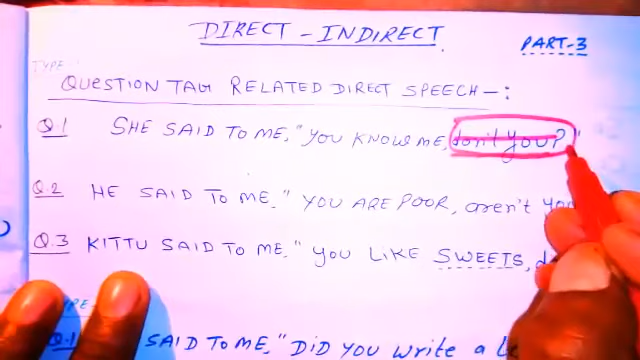 DIRECT - INDIRECT
PART-3
TYPE-
QUESTION TAG RELATED DIRECT SPEECH-:
Q.1 SHE SAID TO ME, "YOU KNOW ME, don't you?"
Q.2 HE SAID TO ME, "YOU ARE POOR, aren't you
Q.3 KITTU SAID TO ME, "YOU LIKE SWEETS, d
TYPE-
Q.1 SAID TO ME, "DID YOU write a